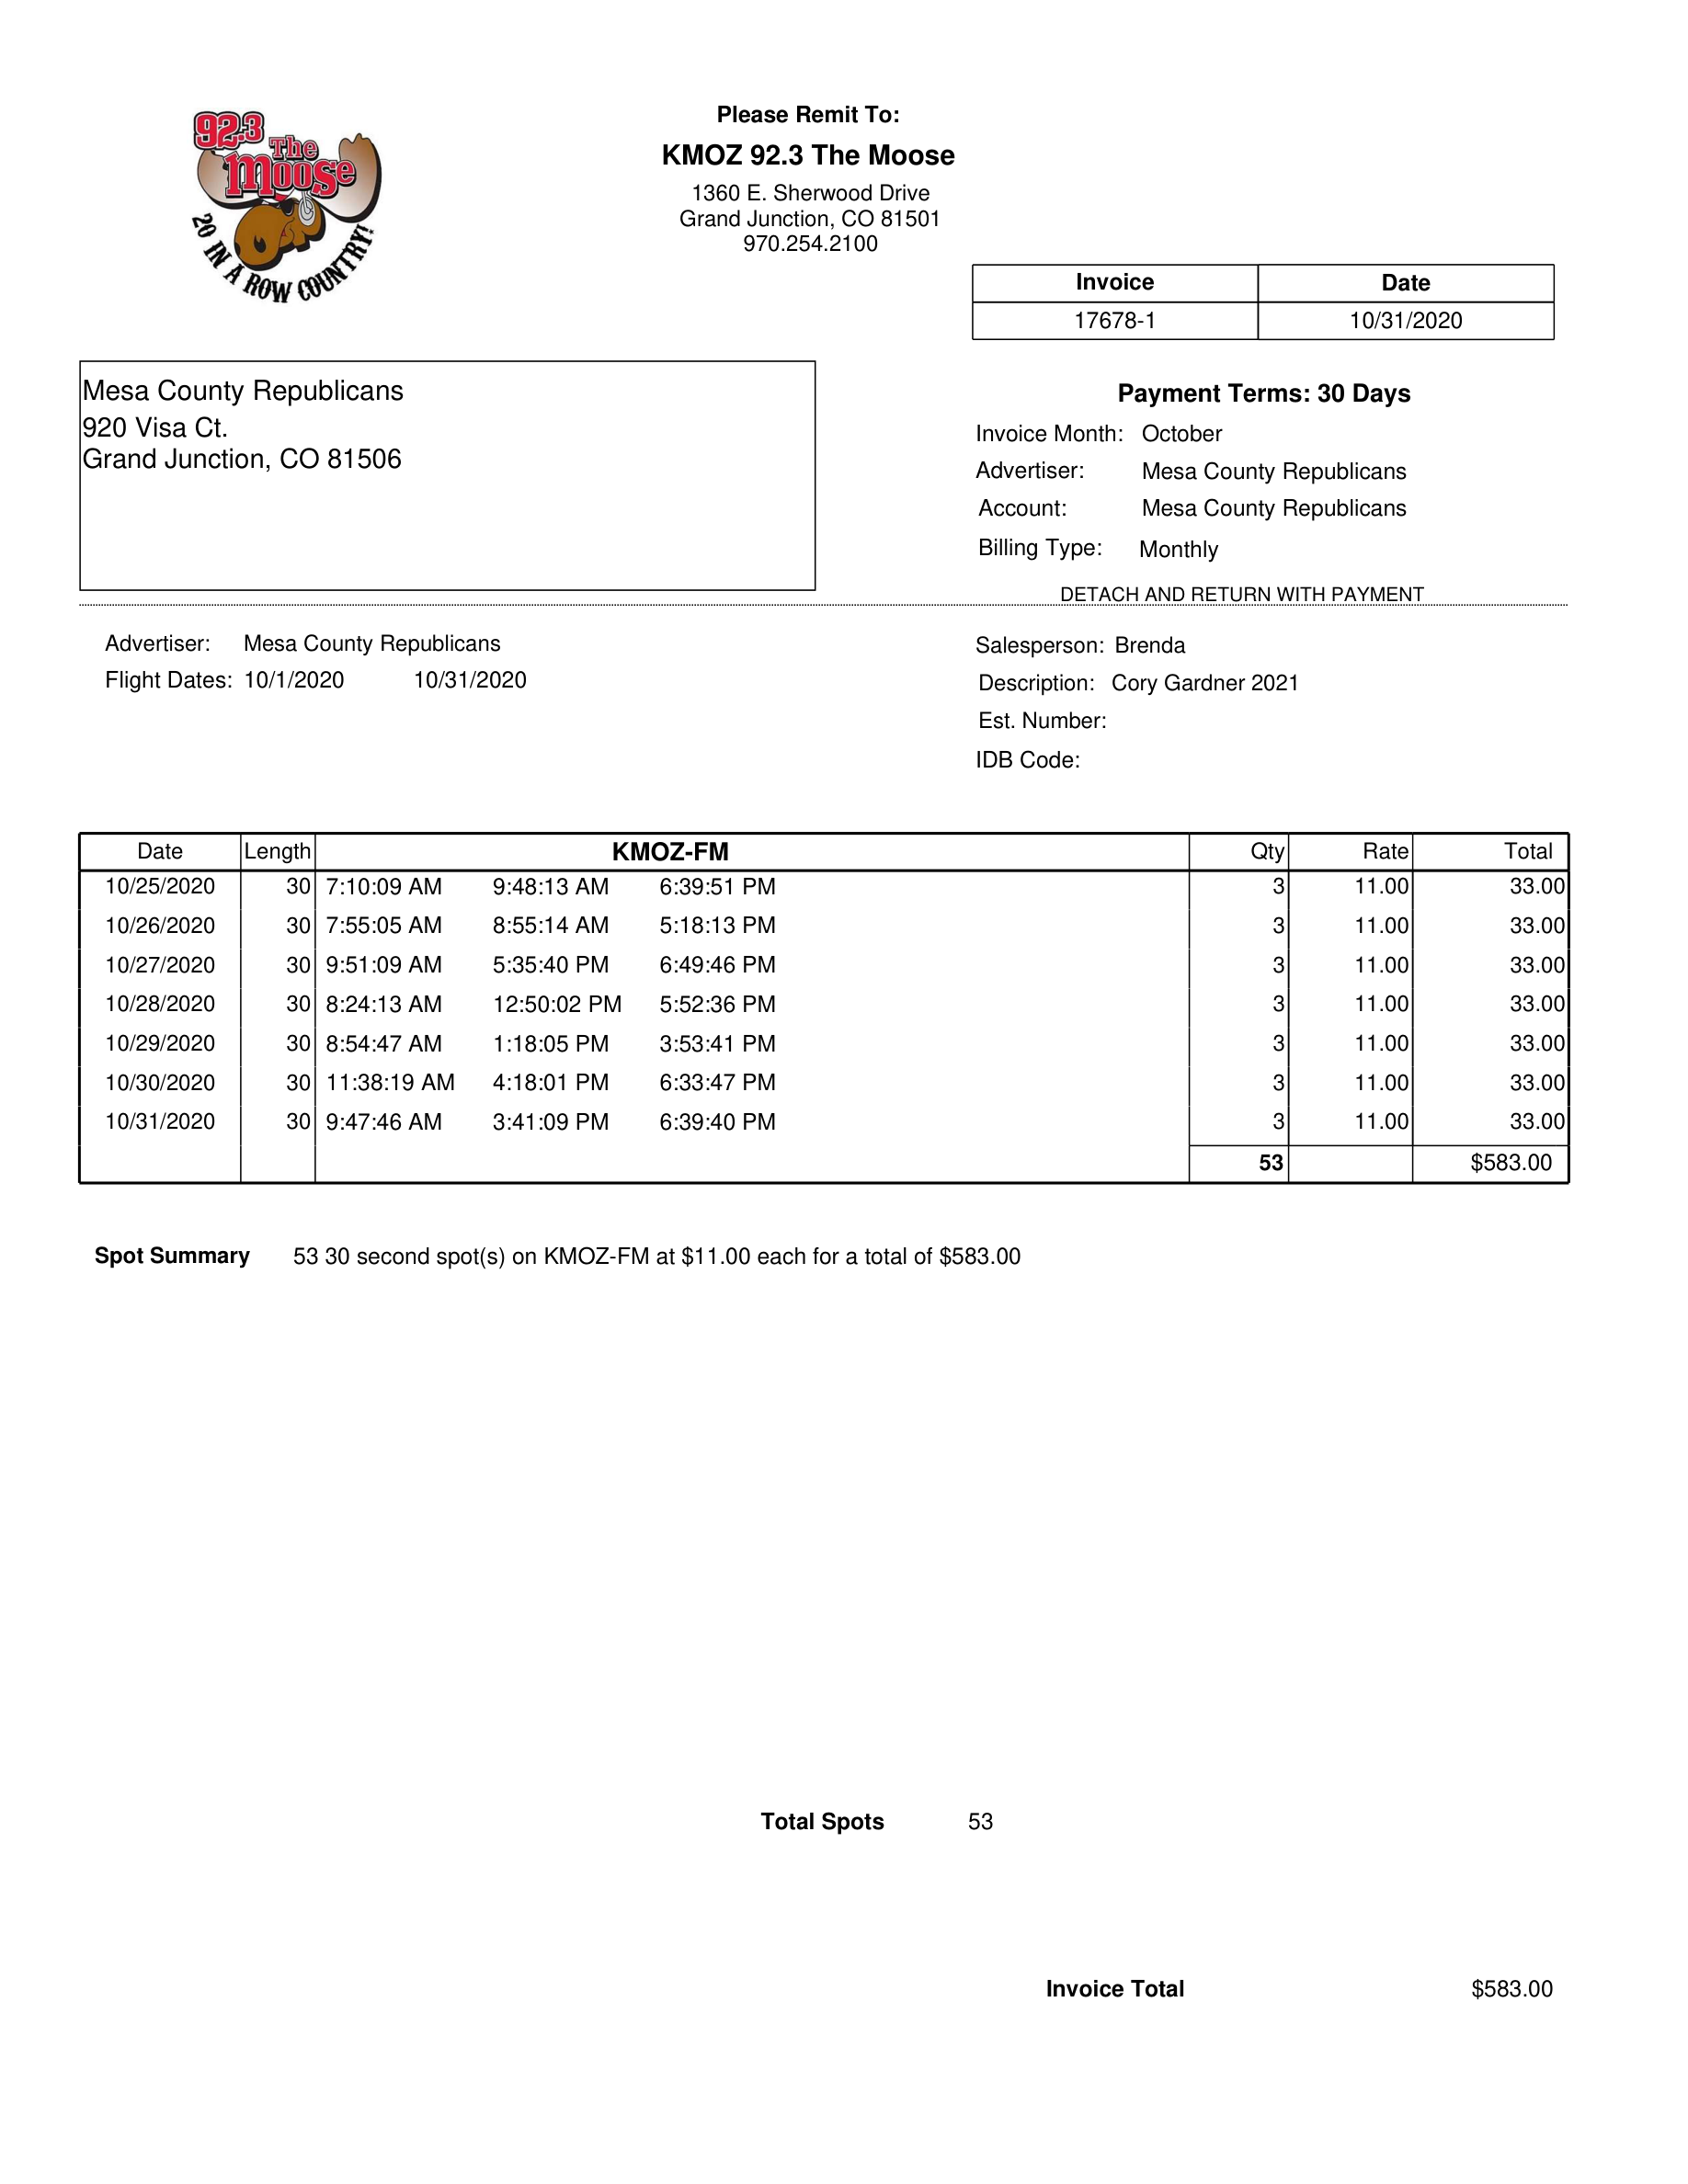 92.3
The
moose
20 IN A ROW COUNTRY!
Please Remit To:
KMOZ 92.3 The Moose
1360 E. Sherwood Drive
Grand Junction, CO 81501
970.254.2100
Invoice Date
17678-1 10/31/2020
Mesa County Republicans
920 Visa Ct.
Grand Junction, CO 81506
Payment Terms: 30 Days
Invoice Month: October
Advertiser: Mesa County Republicans
Account: Mesa County Republicans
Billing Type: Monthly
DETACH AND RETURN WITH PAYMENT
Advertiser: Mesa County Republicans
Flight Dates: 10/1/2020 10/31/2020
Salesperson: Brenda
Description: Cory Gardner 2021
Est. Number:
IDB Code:
Date Length KMOZ-FM Qty Rate Total
10/25/2020 30 7:10:09 AM 9:48:13 AM 6:39:51 PM 3 11.00 33.00
10/26/2020 30 7:55:05 AM 8:55:14 AM 5:18:13 PM 3 11.00 33.00
10/27/2020 30 9:51:09 AM 5:35:40 PM 6:49:46 PM 3 11.00 33.00
10/28/2020 30 8:24:13 AM 12:50:02 PM 5:52:36 PM 3 11.00 33.00
10/29/2020 30 8:54:47 AM 1:18:05 PM 3:53:41 PM 3 11.00 33.00
10/30/2020 30 11:38:19 AM 4:18:01 PM 6:33:47 PM 3 11.00 33.00
10/31/2020 30 9:47:46 AM 3:41:09 PM 6:39:40 PM 3 11.00 33.00
53 $583.00
Spot Summary 53 30 second spot(s) on KMOZ-FM at $11.00 each for a total of $583.00
Total Spots 53
Invoice Total $583.00